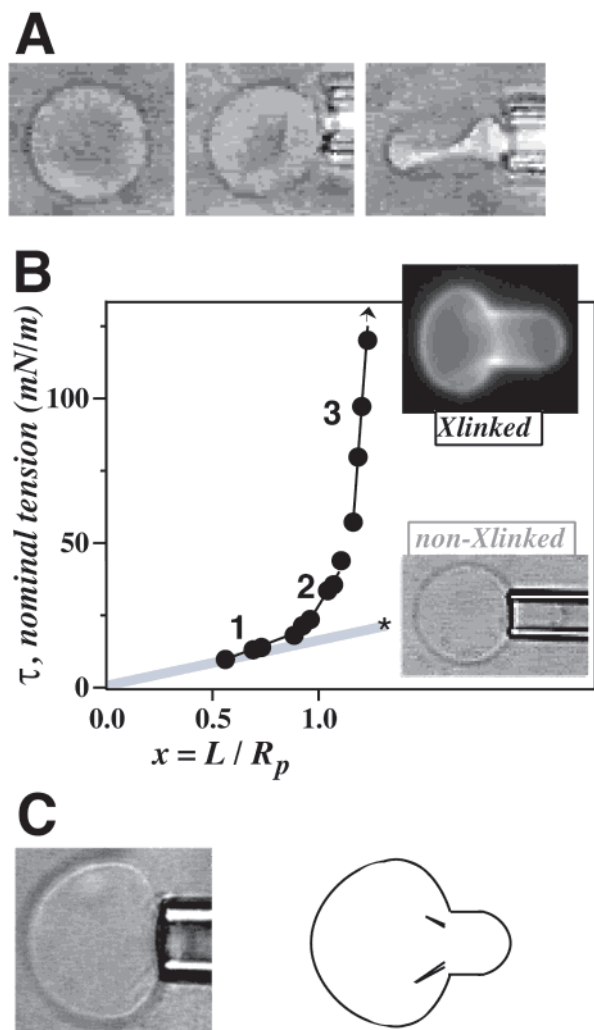 A
B
Xlinked
non-Xlinked
τ, nominal tension (mN/m)
100
50
0
3
2
1
*
0.0 0.5 1.0
x = L / Rₚ
C